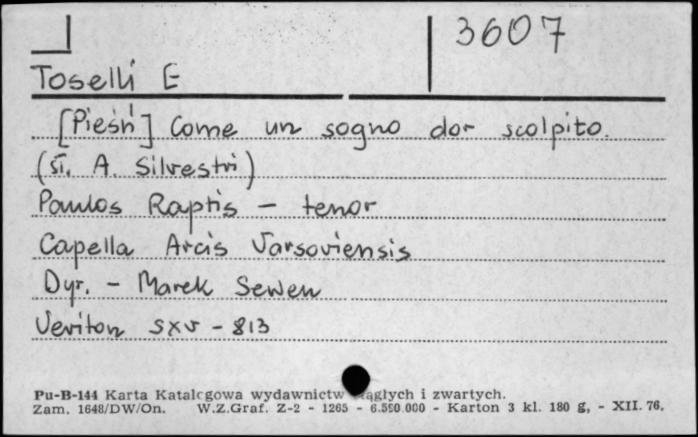 3607
Toselli E
[Pieśń] Come un sogno dor scolpito.
(sł. A. Silvestri)
Paulos Raptis - tenor
Capella Arcis Varsoviensis
Dyr. - Marek Sewen
Veriton SXV - 813
Pu-B-144 Karta Katalogowa wydawnictw ciągłych i zwartych.
Zam. 1648/DW/On. W.Z.Graf. Z-2 - 1265 - 6.590.000 - Karton 3 kl. 180 g, - XII. 76.